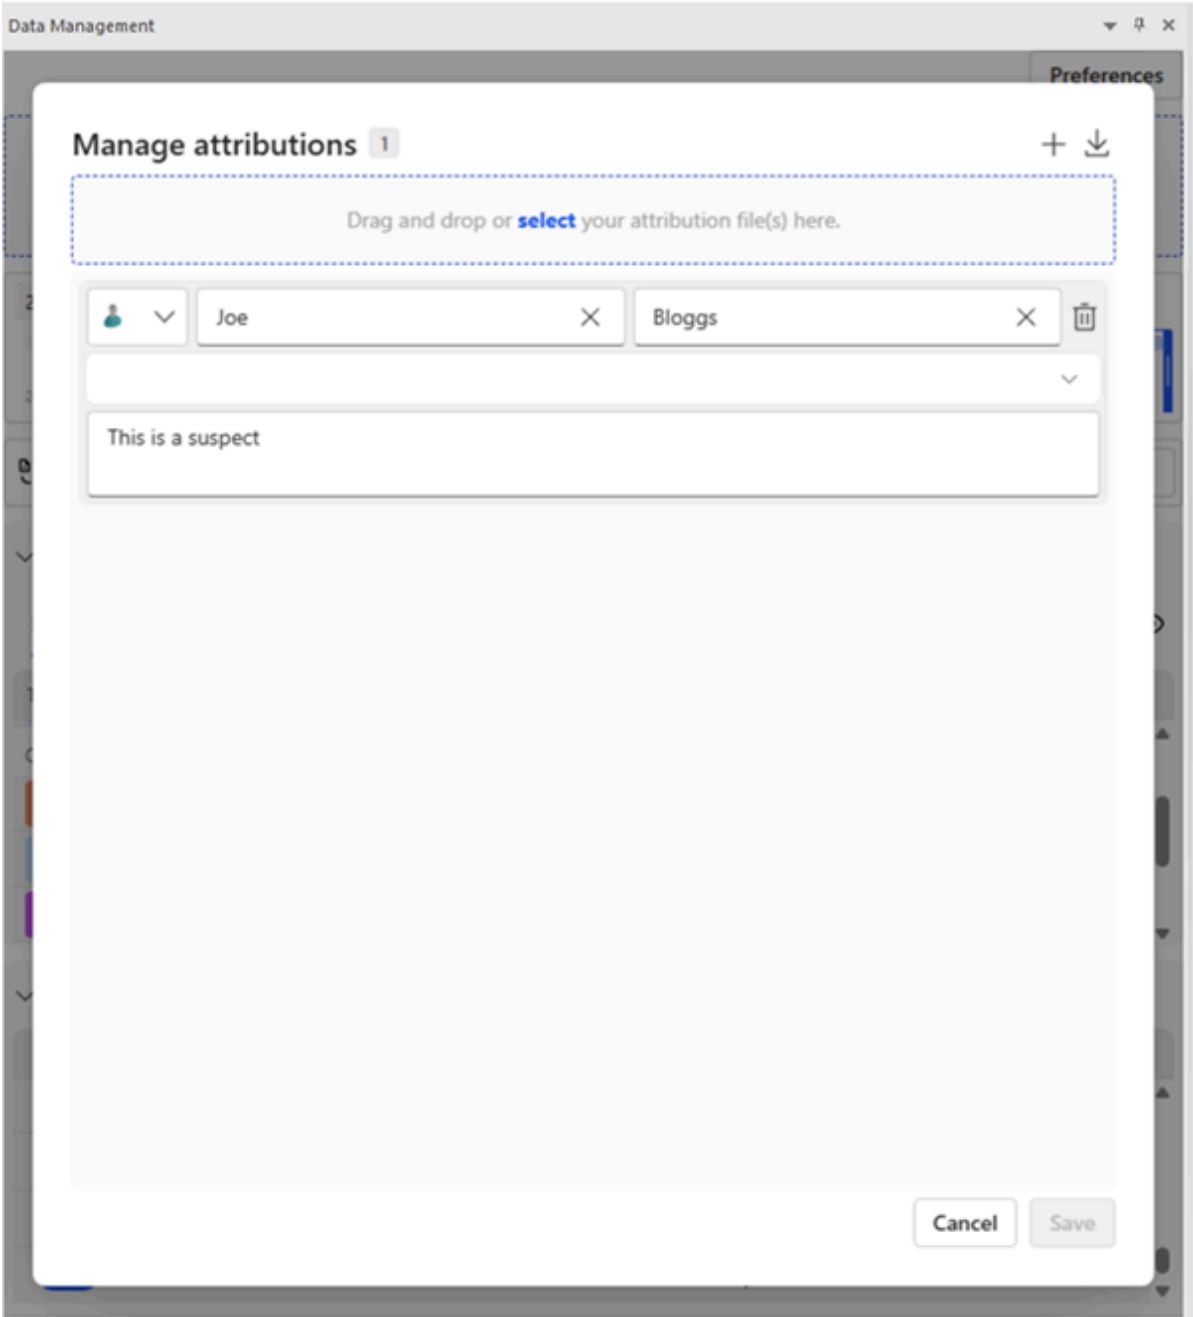 Data Management
Preferences
Manage attributions 1
Drag and drop or select your attribution file(s) here.
Joe Bloggs
This is a suspect
Cancel Save